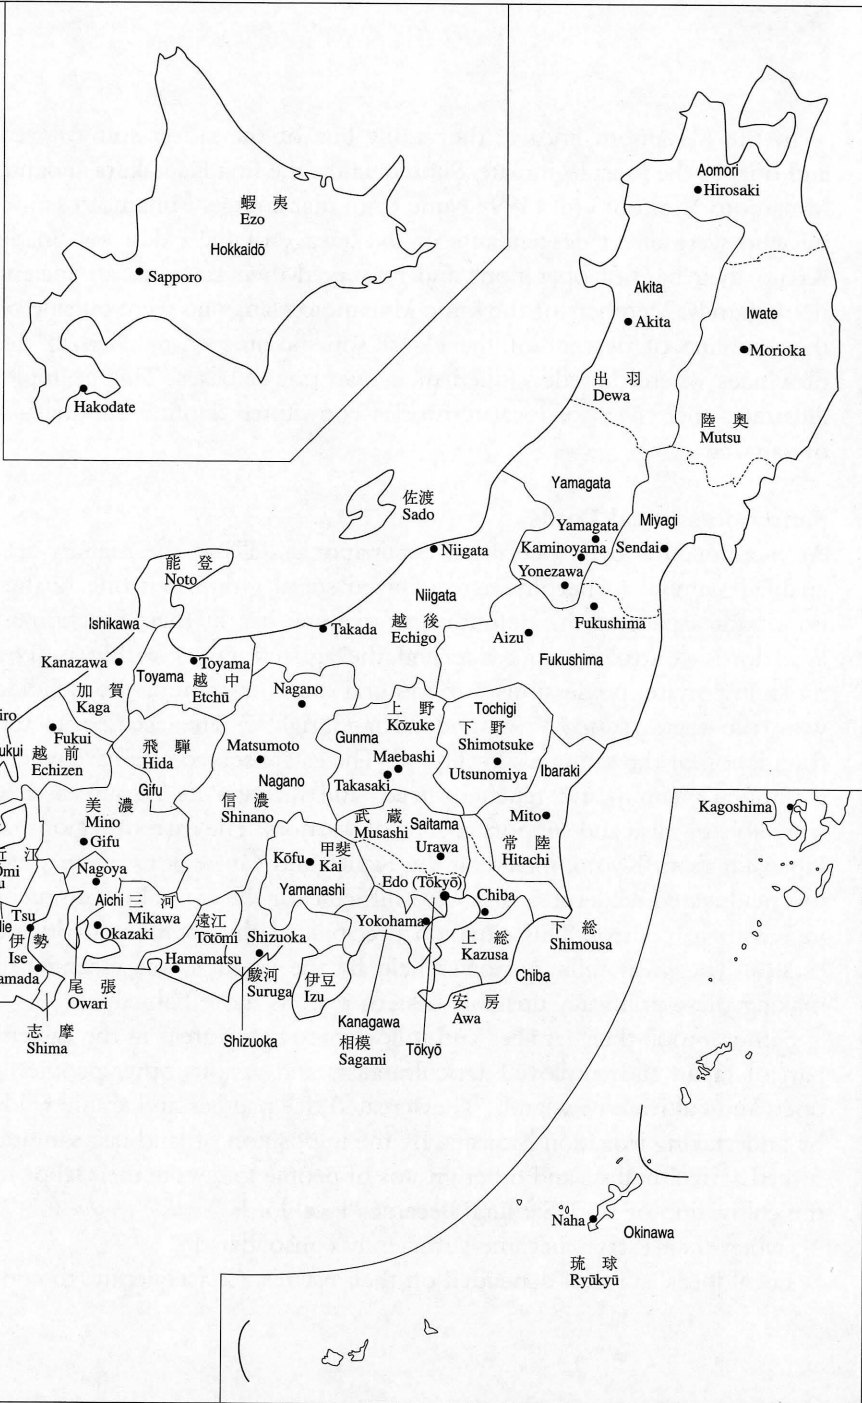 蝦 夷
Ezo
Hokkaidō
Sapporo
Hakodate
Aomori
Hirosaki
Akita
Akita
Iwate
Morioka
出 羽
Dewa
陸 奥
Mutsu
佐渡
Sado
Yamagata
Yamagata
Miyagi
Kaminoyama
Sendai
Yonezawa
Niigata
Niigata
能 登
Noto
越 後
Echigo
Fukushima
Aizu
Fukushima
Ishikawa
Takada
Kanazawa
Toyama
Toyama
越 中
Etchū
加 賀
Kaga
Nagano
上 野
Kōzuke
Tochigi
下 野
Shimotsuke
Utsunomiya
Fukui
越 前
Echizen
飛 騨
Hida
Gifu
Matsumoto
Nagano
信 濃
Shinano
Gunma
Maebashi
Takasaki
Ibaraki
Mito
常 陸
Hitachi
美 濃
Mino
Gifu
武 蔵
Musashi
Saitama
Urawa
Kagoshima
江
甲斐
Kai
Kōfu
Yamanashi
Nagoya
Edo (Tōkyō)
Chiba
Aichi
三 河
Mikawa
Okazaki
遠江
Tōtōmi
Shizuoka
Hamamatsu
Yokohama
上 総
Kazusa
下 総
Shimousa
Chiba
Tsu
伊 勢
Ise
駿河
Suruga
伊豆
Izu
尾 張
Owari
安 房
Awa
志 摩
Shima
Shizuoka
Kanagawa
相模
Sagami
Tōkyō
Naha
Okinawa
琉 球
Ryūkyū